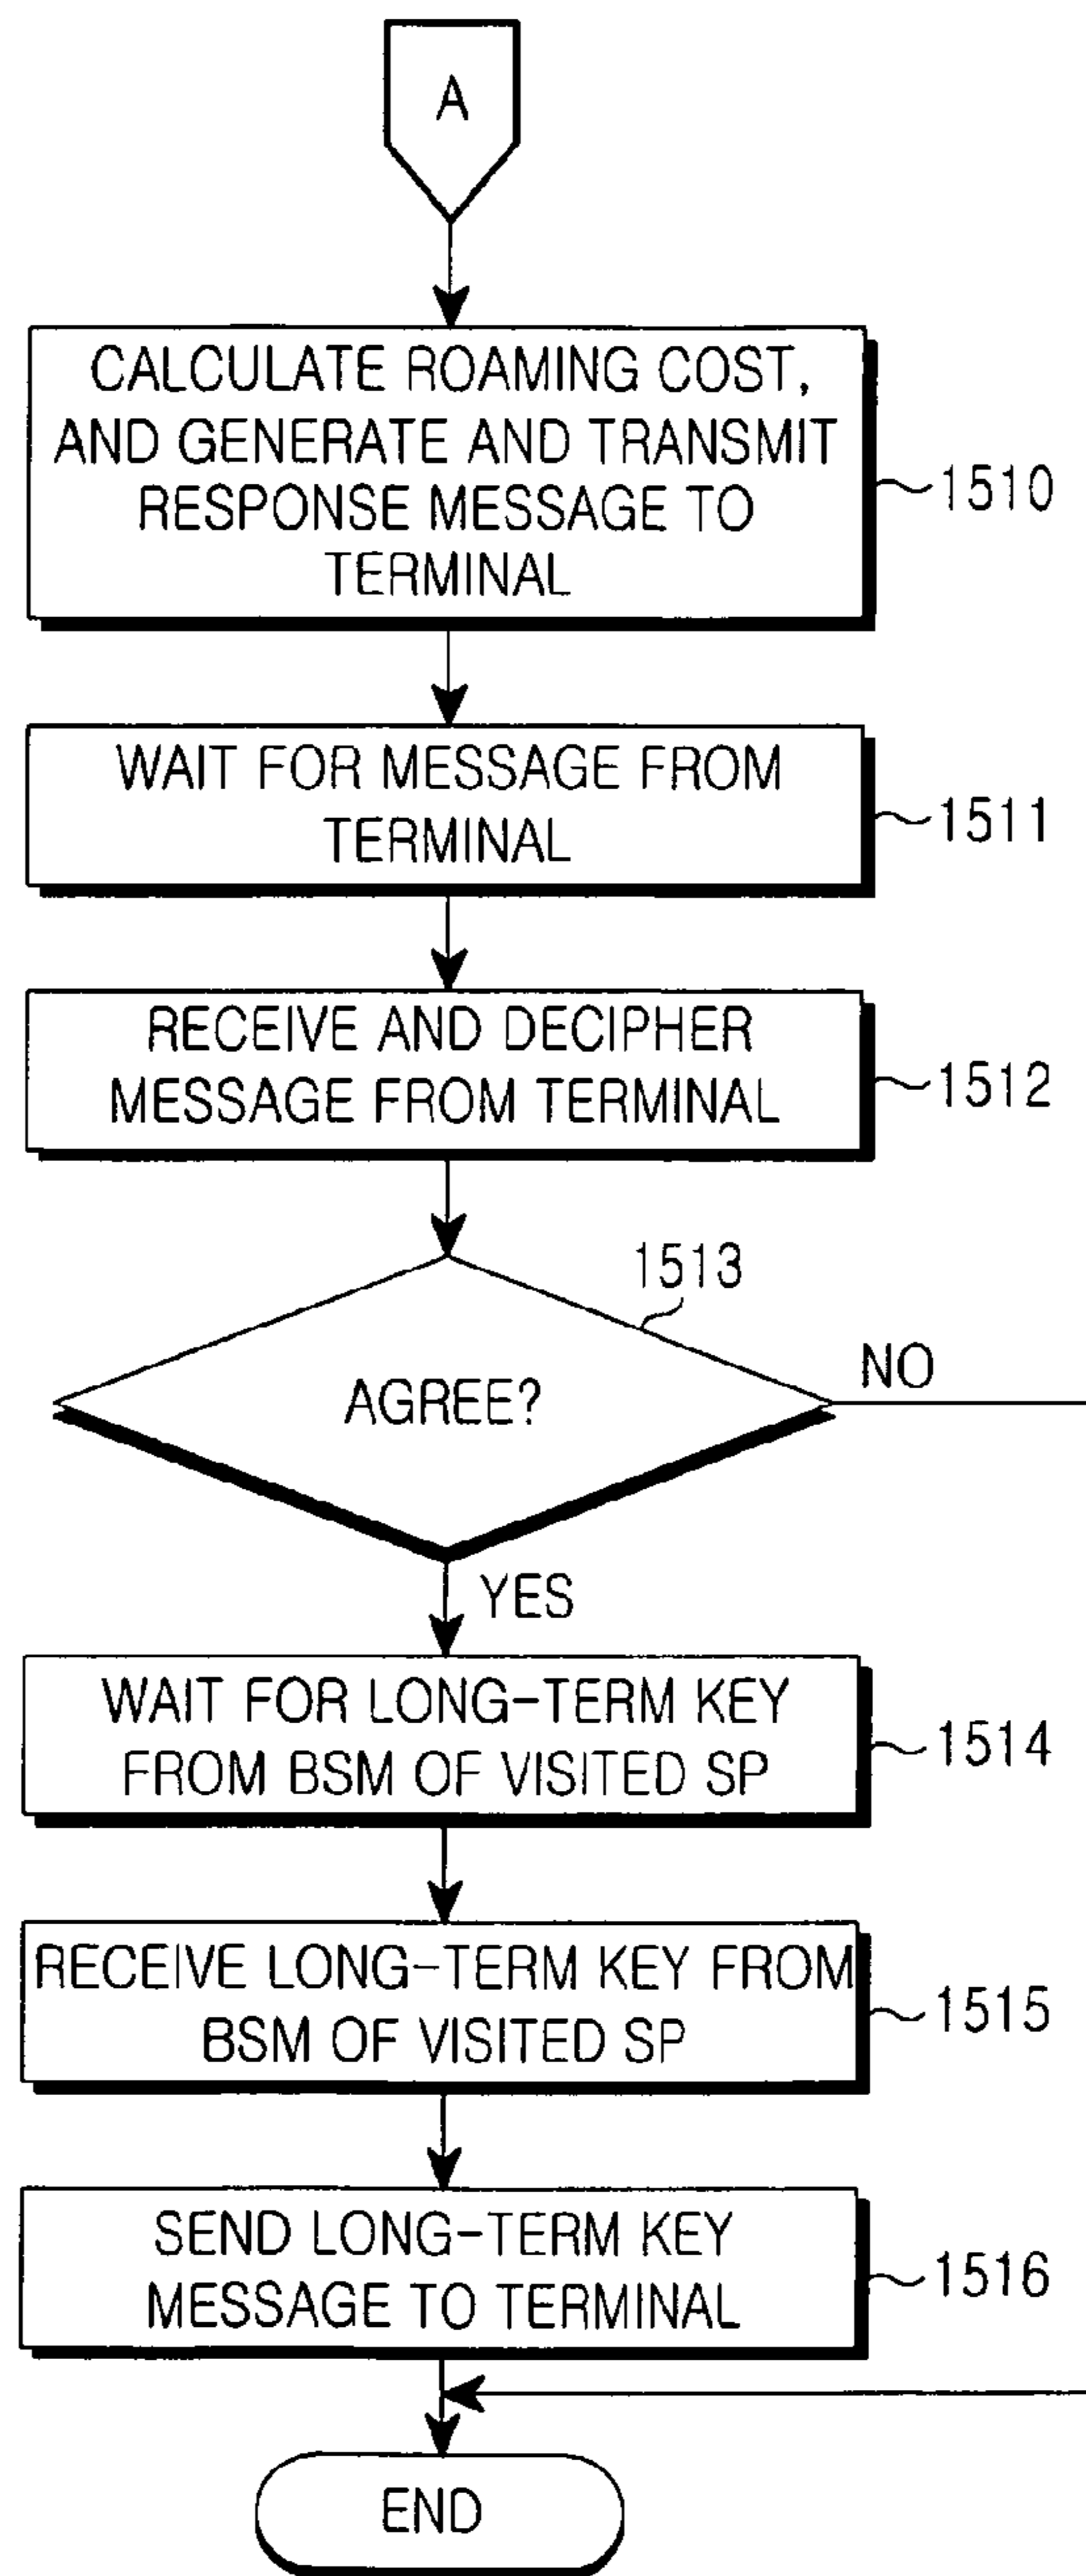 A
CALCULATE ROAMING COST,
AND GENERATE AND TRANSMIT
RESPONSE MESSAGE TO
TERMINAL
1510
WAIT FOR MESSAGE FROM
TERMINAL
1511
RECEIVE AND DECIPHER
MESSAGE FROM TERMINAL
1512
1513
AGREE?
NO
YES
WAIT FOR LONG-TERM KEY
FROM BSM OF VISITED SP
1514
RECEIVE LONG-TERM KEY FROM
BSM OF VISITED SP
1515
SEND LONG-TERM KEY
MESSAGE TO TERMINAL
1516
END